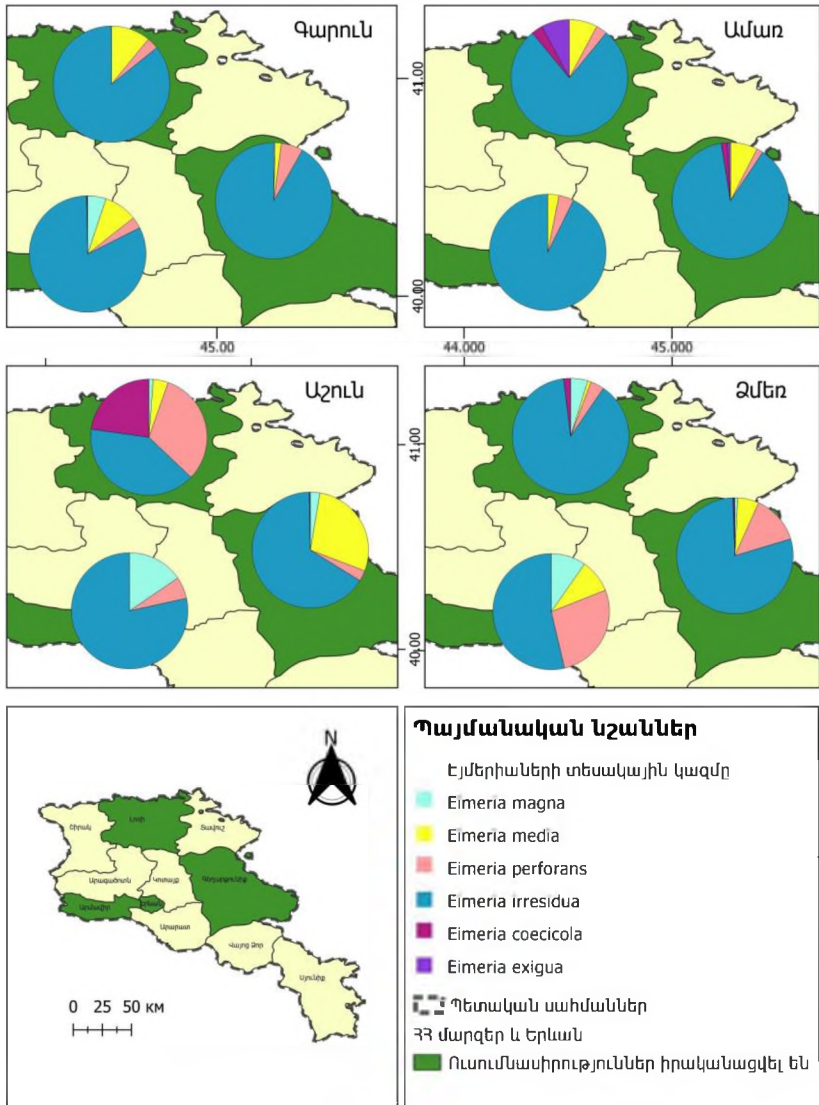 Գարուն
Ամառ
41.00
40.00
45.00
44.000
45.000
Աշուն
Ձմեռ
41.00
40.00
N
Շիրակ
Լոռի
Տավուշ
Արագածոտն
Կոտայք
Գեղարքունիք
Արմավիր
Երևան
Արարատ
Վայոց Ձոր
Սյունիք
0 25 50 км
Պայմանական նշաններ
Էյմերիաների տեսակային կազմը
Eimeria magna
Eimeria media
Eimeria perforans
Eimeria irresidua
Eimeria coecicola
Eimeria exigua
Պետական սահմաններ
ՀՀ մարզեր և Երևան
Ուսումնասիրություններ իրականացվել են